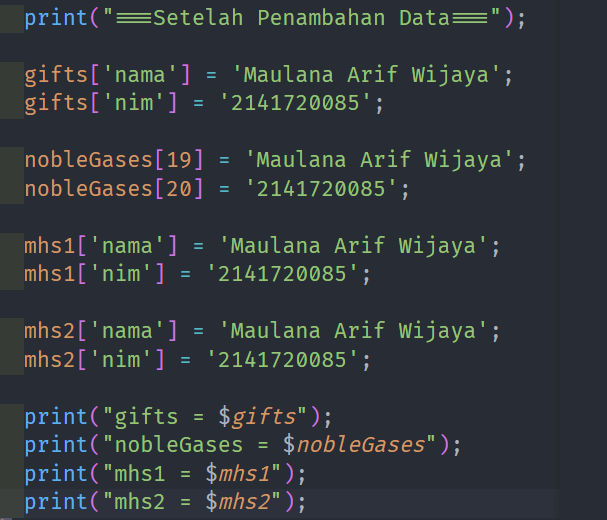 print("===Setelah Penambahan Data===");
gifts['nama'] = 'Maulana Arif Wijaya';
gifts['nim'] = '2141720085';
nobleGases[19] = 'Maulana Arif Wijaya';
nobleGases[20] = '2141720085';
mhs1['nama'] = 'Maulana Arif Wijaya';
mhs1['nim'] = '2141720085';
mhs2['nama'] = 'Maulana Arif Wijaya';
mhs2['nim'] = '2141720085';
print("gifts = $gifts");
print("nobleGases = $nobleGases");
print("mhs1 = $mhs1");
print("mhs2 = $mhs2");